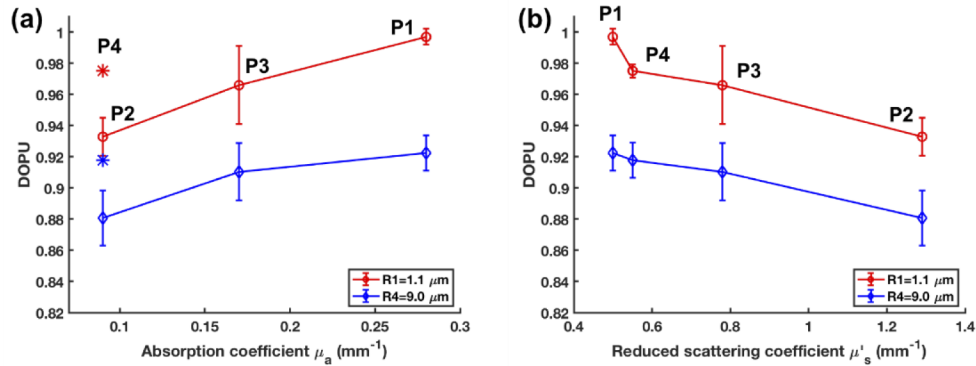 (a)
P4
P2
P3
P1
DOPU
1
0.98
0.96
0.94
0.92
0.9
0.88
0.86
0.84
0.82
0.1
0.15
0.2
0.25
0.3
Absorption coefficient μa (mm-1)
R1=1.1 μm
R4=9.0 μm
(b)
P1
P4
P3
P2
DOPU
1
0.98
0.96
0.94
0.92
0.9
0.88
0.86
0.84
0.82
0.4
0.6
0.8
1
1.2
1.4
Reduced scattering coefficient μ's (mm-1)
R1=1.1 μm
R4=9.0 μm